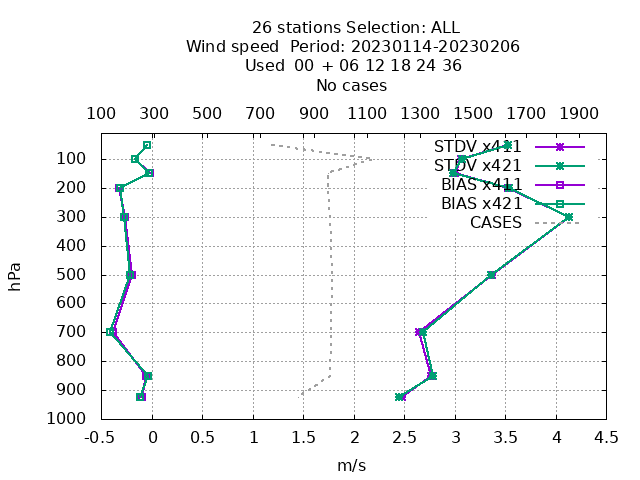 26 stations Selection: ALL
Wind speed  Period: 20230114-20230206
Used  00 + 06 12 18 24 36
No cases
100 300 500 700 900 1100 1300 1500 1700 1900
STDV x411
STDV x421
BIAS x411
BIAS x421
CASES
hPa
100
200
300
400
500
600
700
800
900
1000
-0.5 0 0.5 1 1.5 2 2.5 3 3.5 4 4.5
m/s